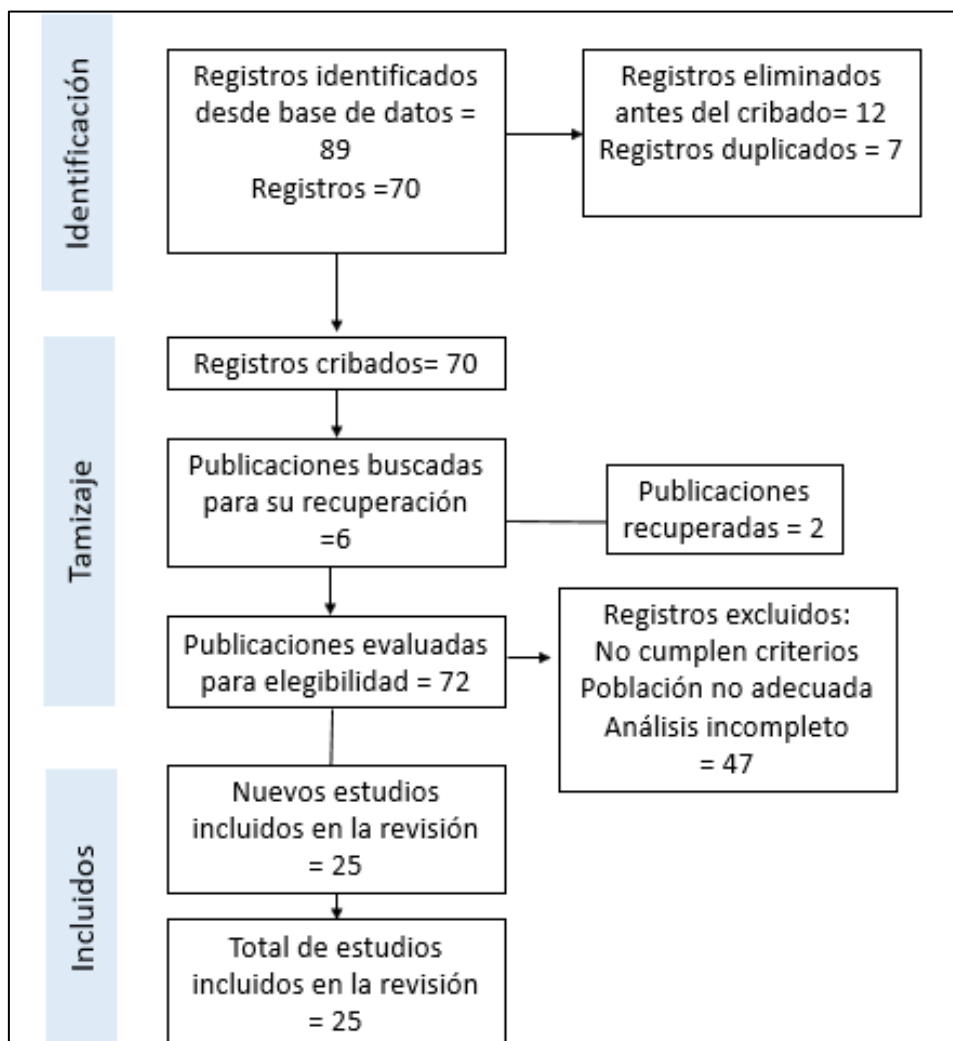 Identificación
Registros identificados
desde base de datos =
89
Registros =70
Registros eliminados
antes del cribado= 12
Registros duplicados = 7
Tamizaje
Registros cribados= 70
Publicaciones buscadas
para su recuperación
=6
Publicaciones
recuperadas = 2
Publicaciones evaluadas
para elegibilidad = 72
Registros excluidos:
No cumplen criterios
Población no adecuada
Análisis incompleto
= 47
Incluidos
Nuevos estudios
incluidos en la revisión
= 25
Total de estudios
incluidos en la revisión
= 25